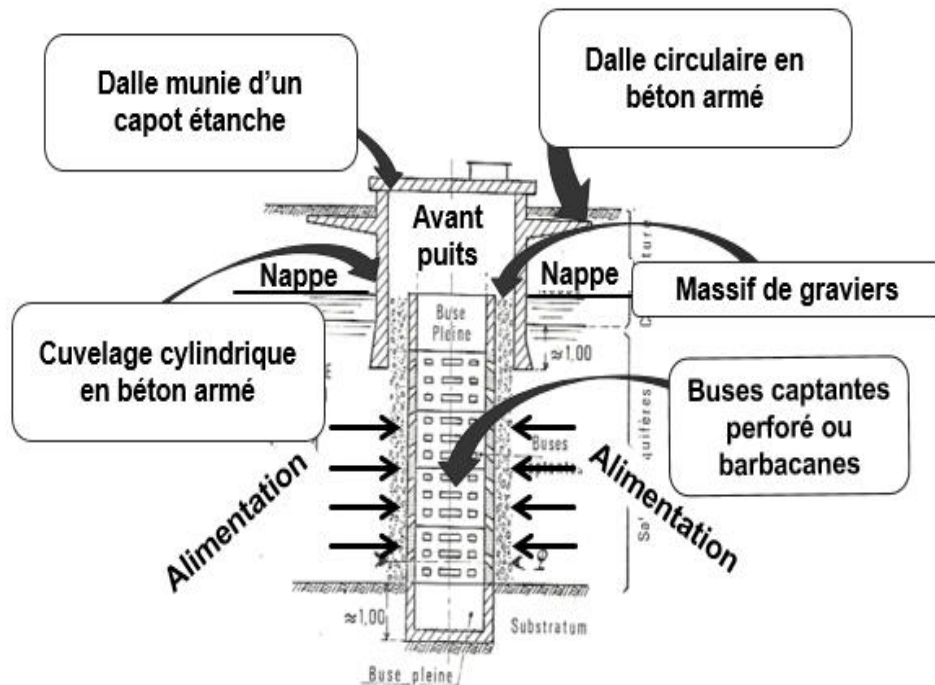 Dalle munie d'un
capot étanche
Dalle circulaire en
béton armé
Avant
puits
Nappe
Nappe
Massif de graviers
Cuvelage cylindrique
en béton armé
Buse
Pleine
≈1,00
Buses captantes
perforé ou
barbacanes
Buses
Alimentation
Alimentation
≈1,00
Substratum
Buse pleine